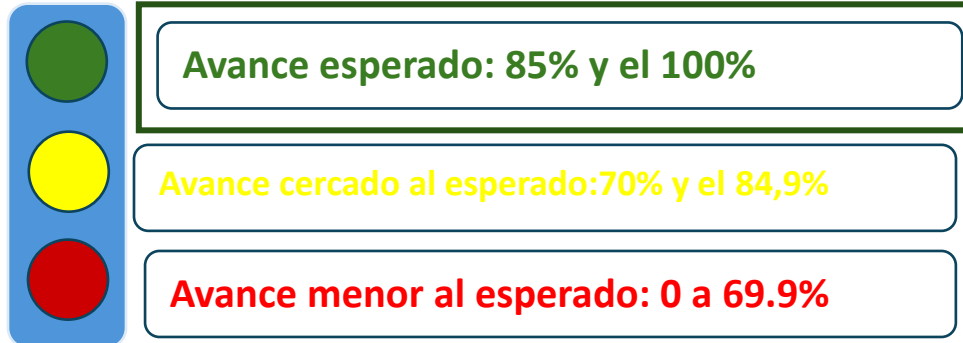 Avance esperado: 85% y el 100%
Avance cercado al esperado:70% y el 84,9%
Avance menor al esperado: 0 a 69.9%